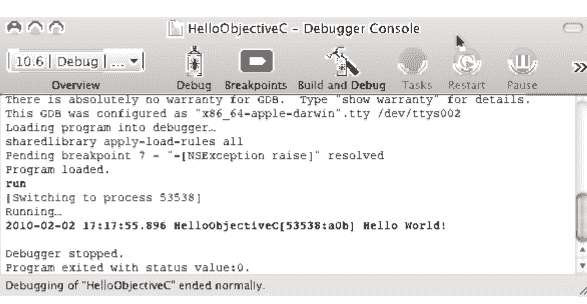 HelloObjectiveC - Debugger Console
10.6 | Debug | ...
Overview Debug Breakpoints Build and Debug Tasks Restart Pause
There is absolutely no warranty for GDB. Type "show warranty" for details.
This GDB was configured as "x86_64-apple-darwin".tty /dev/ttys002
Loading program into debugger…
sharedlibrary apply-load-rules all
Pending breakpoint 7 - "-[NSException raise]" resolved
Program loaded.
run
[Switching to process 53538]
Running…
2010-02-02 17:17:55.896 HelloObjectiveC[53538:a0b] Hello World!
Debugger stopped.
Program exited with status value:0.
Debugging of "HelloObjectiveC" ended normally.